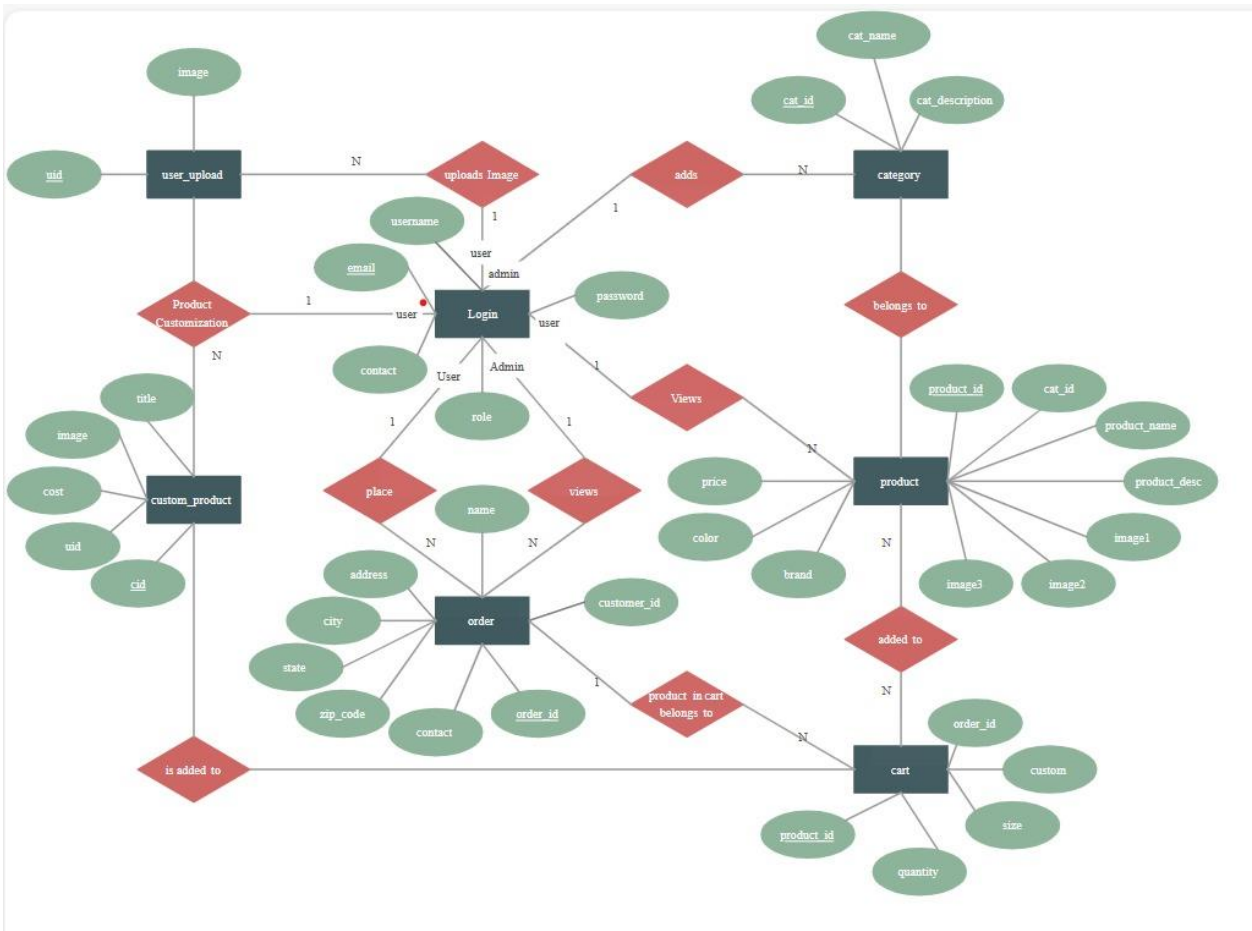 cat_name
image
cat_id
cat_description
N
uid
user_upload
uploads Image
adds
N
category
1
1
username
user
email
admin
password
Product
Customization
1
user
Login
user
belongs to
N
contact
User
Admin
1
title
role
Views
product_id
cat_id
1
1
product_name
image
N
price
product
product_desc
cost
custom_product
place
name
views
color
image1
uid
N
N
N
address
brand
image3
image2
cid
customer_id
city
order
added to
state
1
product in cart
belongs to
N
zip_code
order_id
order_id
contact
N
is added to
cart
custom
size
product_id
quantity